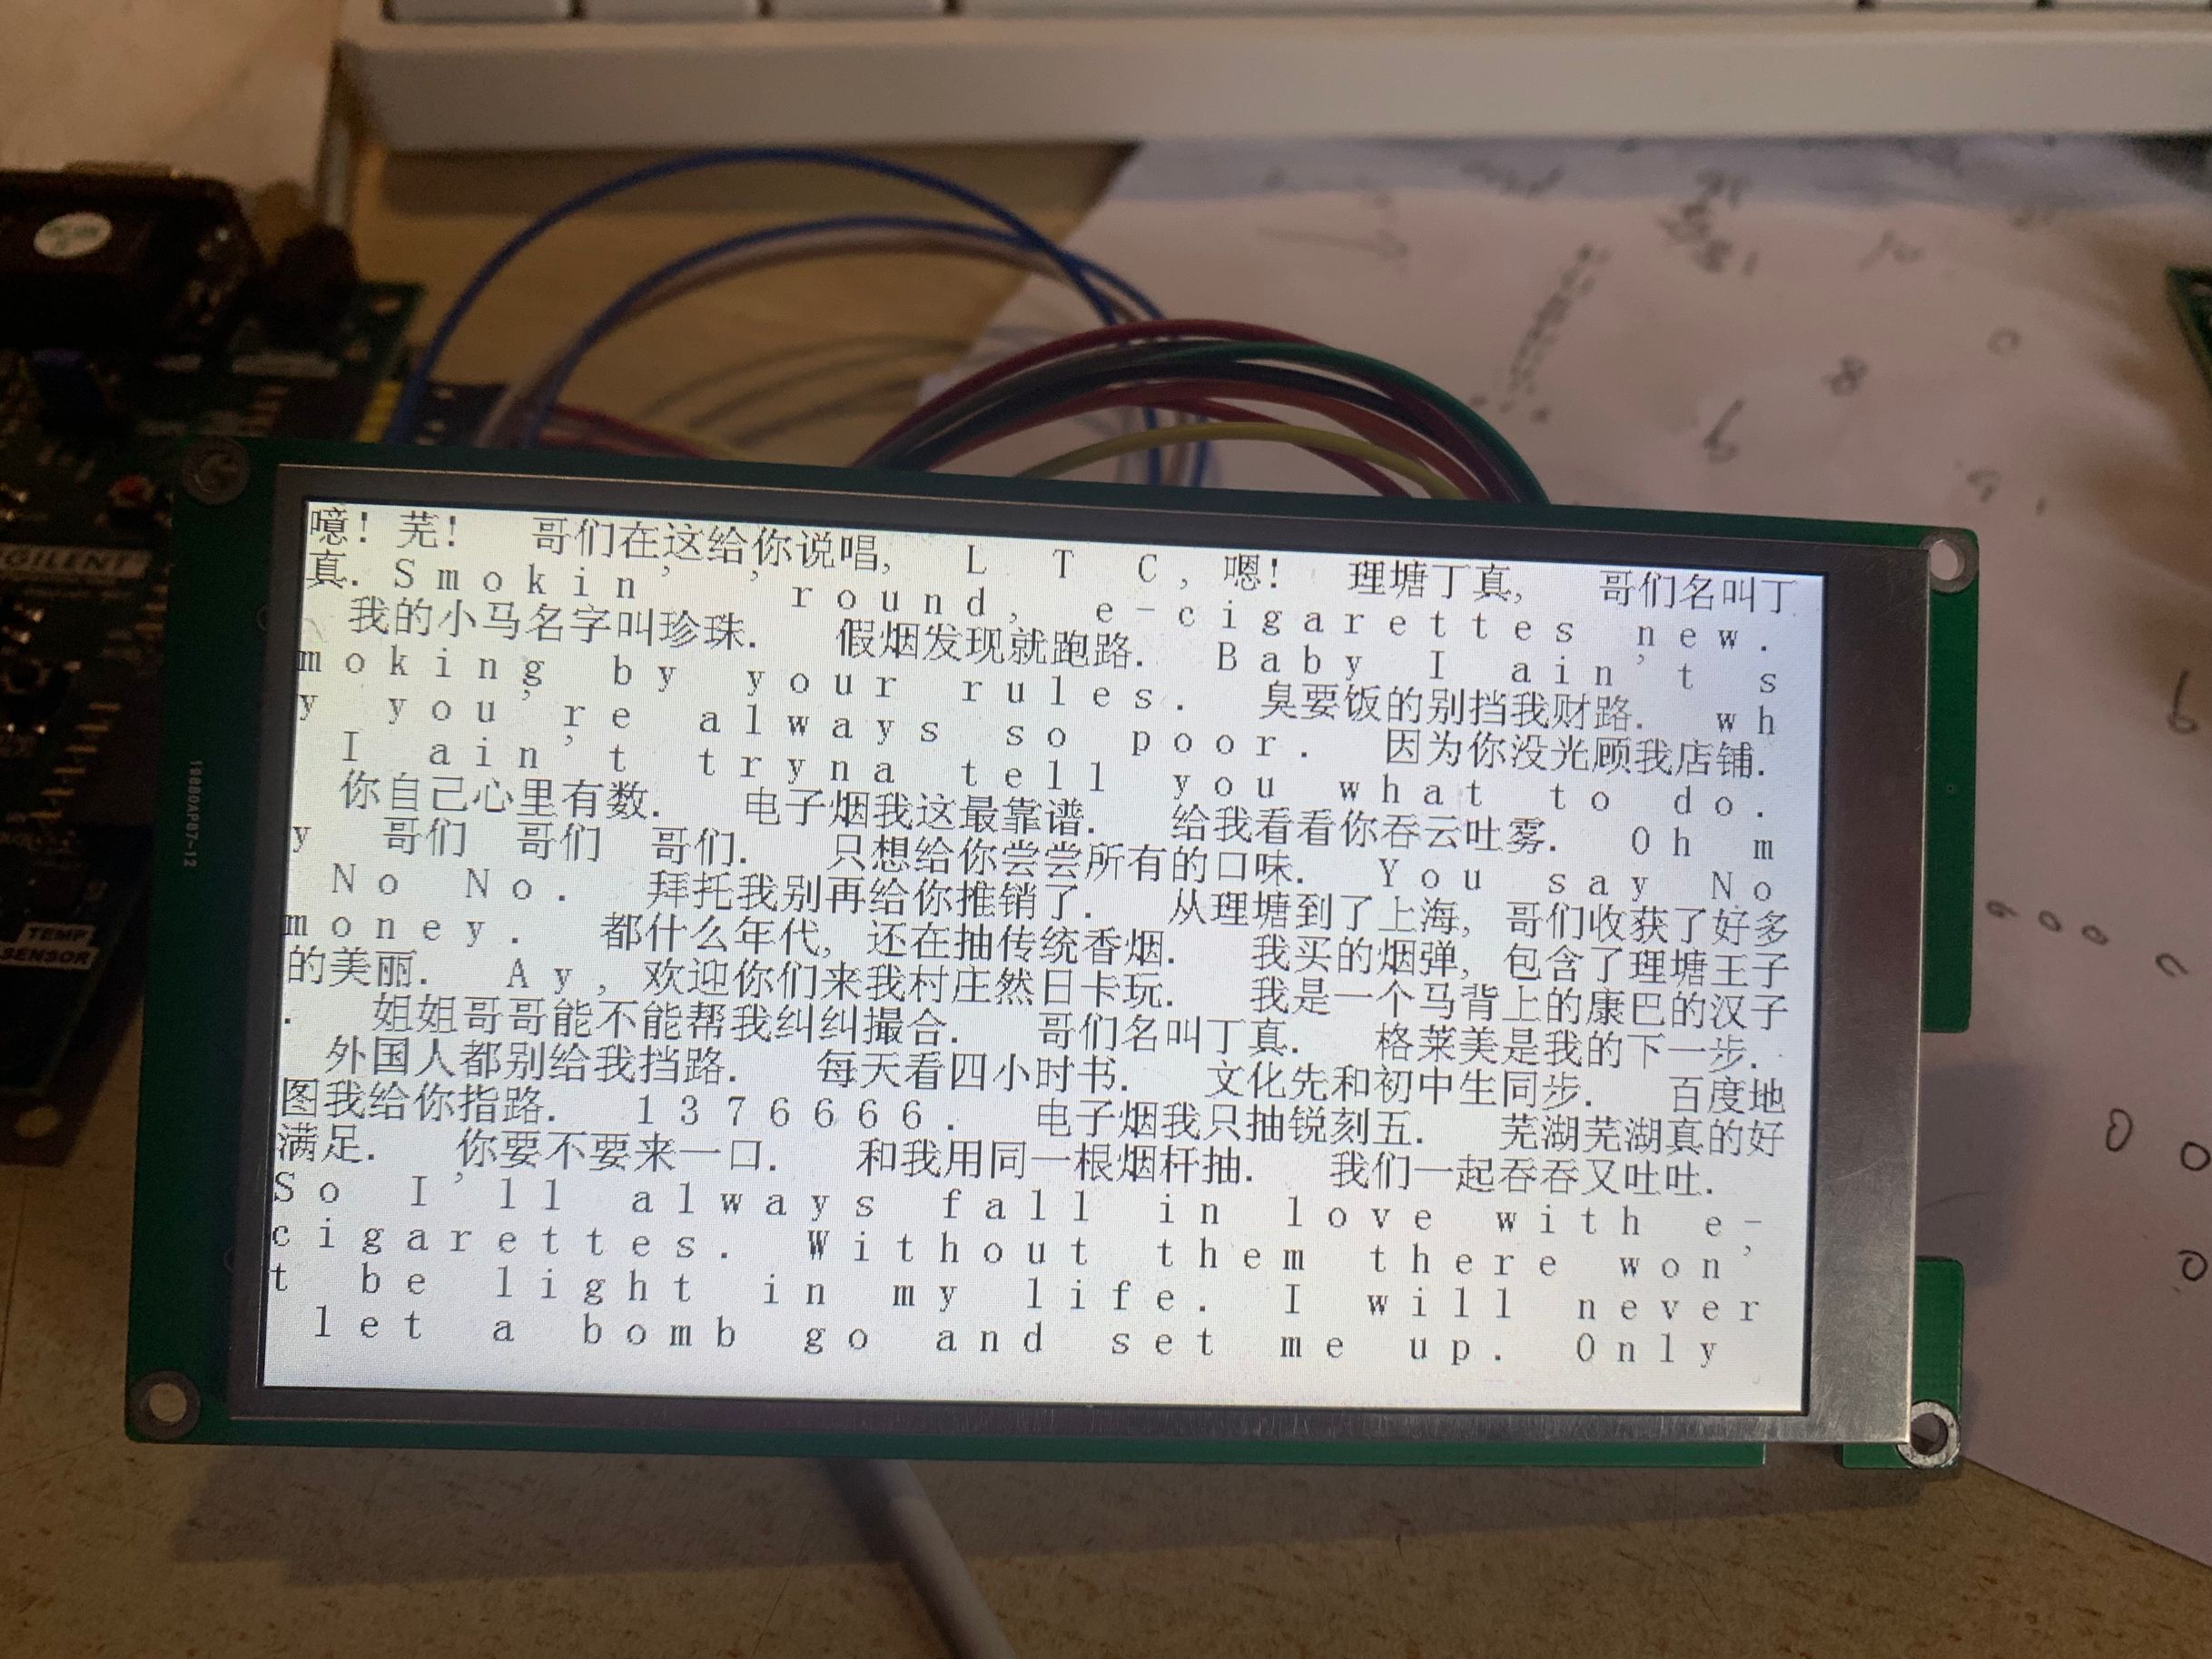 噫! 芜! 哥们在这给你说唱, L T C, 嗯! 理塘丁真, 哥们名叫丁
真. Smokin' 'round, e-cigarettes new.
我的小马名字叫珍珠. 假烟发现就跑路. Baby I ain't s
moking by your rules. 臭要饭的别挡我财路. wh
y you're always so poor. 因为你没光顾我店铺.
I ain't tryna tell you what to do.
你自己心里有数. 电子烟我这最靠谱. 给我看看你吞云吐雾. Oh m
y 哥们 哥们 哥们. 只想给你尝尝所有的口味. You say No
No No. 拜托我别再给你推销了. 从理塘到了上海, 哥们收获了好多
money. 都什么年代, 还在抽传统香烟. 我买的烟弹, 包含了理塘王子
的美丽. Ay, 欢迎你们来我村庄然日卡玩. 我是一个马背上的康巴的汉子
. 姐姐哥哥能不能帮我纠纠撮合. 哥们名叫丁真. 格莱美是我的下一步.
外国人都别给我挡路. 每天看四小时书. 文化先和初中生同步. 百度地
图我给你指路. 1376666. 电子烟我只抽锐刻五. 芜湖芜湖真的好
满足. 你要不要来一口. 和我用同一根烟杆抽. 我们一起吞吞又吐吐.
So I'll always fall in love with e-
cigarettes. Without them there won'
t be light in my life. I will never
let a bomb go and set me up. Only
TEMP
SENSOR